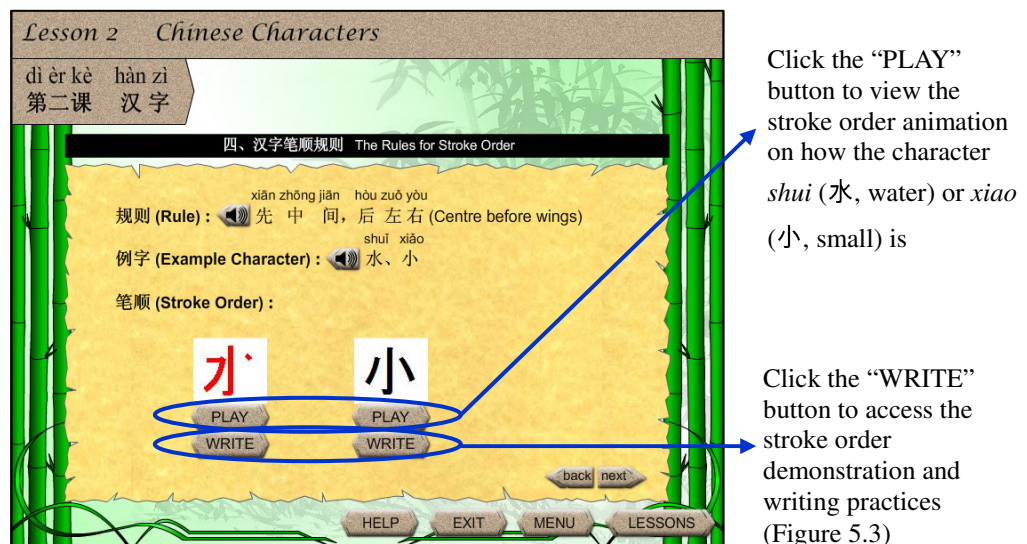 Lesson 2 Chinese Characters
dì èr kè hàn zì
第二课 汉 字
四、汉字笔顺规则 The Rules for Stroke Order
xiān zhōng jiān hòu zuǒ yòu
规则 (Rule) : 先 中 间, 后 左 右 (Centre before wings)
shuǐ xiǎo
例字 (Example Character) : 水、小
笔顺 (Stroke Order) :
小
PLAY PLAY
WRITE WRITE
back next
HELP EXIT MENU LESSONS
Click the “PLAY”
button to view the
stroke order animation
on how the character
shui (水, water) or xiao
(小, small) is
Click the “WRITE”
button to access the
stroke order
demonstration and
writing practices
(Figure 5.3)